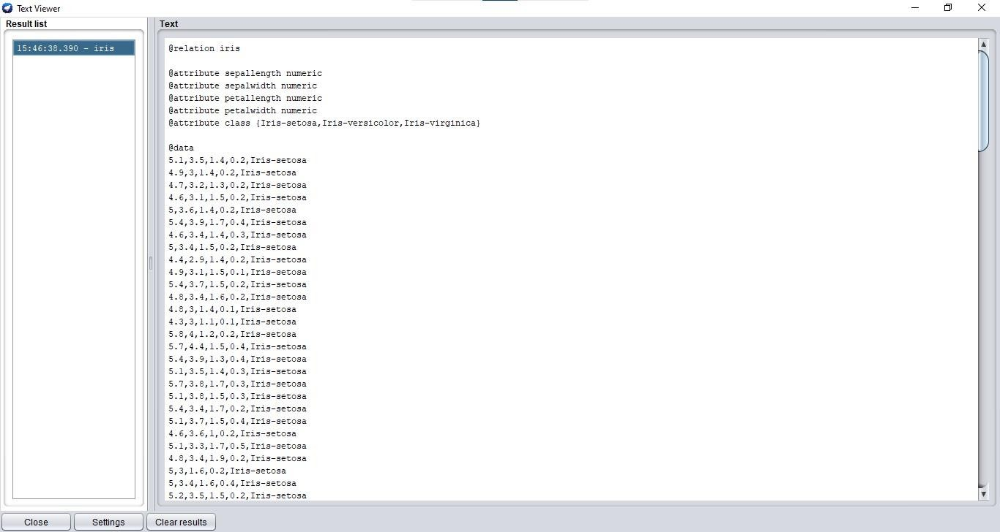 Text Viewer
Result list
15:46:38.390 - iris
Text
@relation iris
@attribute sepallength numeric
@attribute sepalwidth numeric
@attribute petallength numeric
@attribute petalwidth numeric
@attribute class {Iris-setosa,Iris-versicolor,Iris-virginica}
@data
5.1,3.5,1.4,0.2,Iris-setosa
4.9,3,1.4,0.2,Iris-setosa
4.7,3.2,1.3,0.2,Iris-setosa
4.6,3.1,1.5,0.2,Iris-setosa
5,3.6,1.4,0.2,Iris-setosa
5.4,3.9,1.7,0.4,Iris-setosa
4.6,3.4,1.4,0.3,Iris-setosa
5,3.4,1.5,0.2,Iris-setosa
4.4,2.9,1.4,0.2,Iris-setosa
4.9,3.1,1.5,0.1,Iris-setosa
5.4,3.7,1.5,0.2,Iris-setosa
4.8,3.4,1.6,0.2,Iris-setosa
4.8,3,1.4,0.1,Iris-setosa
4.3,3,1.1,0.1,Iris-setosa
5.8,4,1.2,0.2,Iris-setosa
5.7,4.4,1.5,0.4,Iris-setosa
5.4,3.9,1.3,0.4,Iris-setosa
5.1,3.5,1.4,0.3,Iris-setosa
5.7,3.8,1.7,0.3,Iris-setosa
5.1,3.8,1.5,0.3,Iris-setosa
5.4,3.4,1.7,0.2,Iris-setosa
5.1,3.7,1.5,0.4,Iris-setosa
4.6,3.6,1,0.2,Iris-setosa
5.1,3.3,1.7,0.5,Iris-setosa
4.8,3.4,1.9,0.2,Iris-setosa
5,3,1.6,0.2,Iris-setosa
5,3.4,1.6,0.4,Iris-setosa
5.2,3.5,1.5,0.2,Iris-setosa
Close
Settings
Clear results